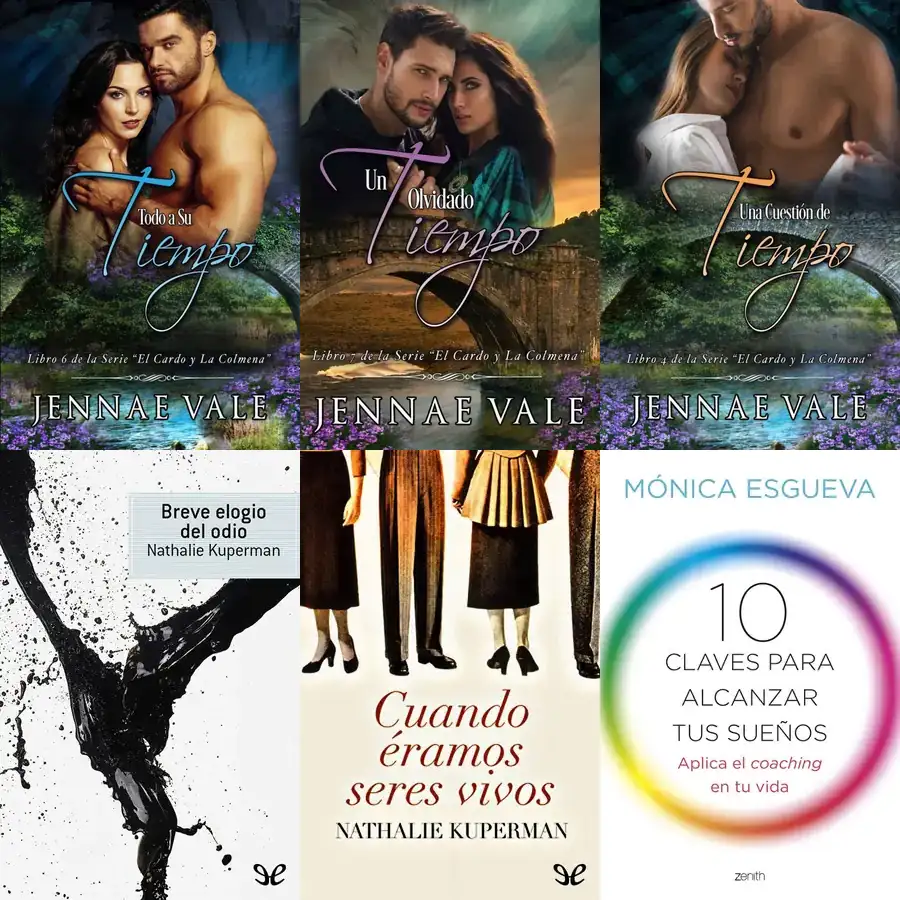 Todo a Su
Tiempo
Libro 6 de la Serie “El Cardo y La Colmena”
JENNAE VALE
Un
Olvidado
Tiempo
Libro 7 de la Serie “El Cardo y La Colmena”
JENNAE VALE
Una Cuestión de
Tiempo
Libro 4 de la Serie “El Cardo y La Colmena”
JENNAE VALE
Breve elogio
del odio
Nathalie Kuperman
Cuando
éramos
seres vivos
NATHALIE KUPERMAN
MÓNICA ESGUEVA
10
CLAVES PARA
ALCANZAR
TUS SUEÑOS
Aplica el coaching
en tu vida
zenith